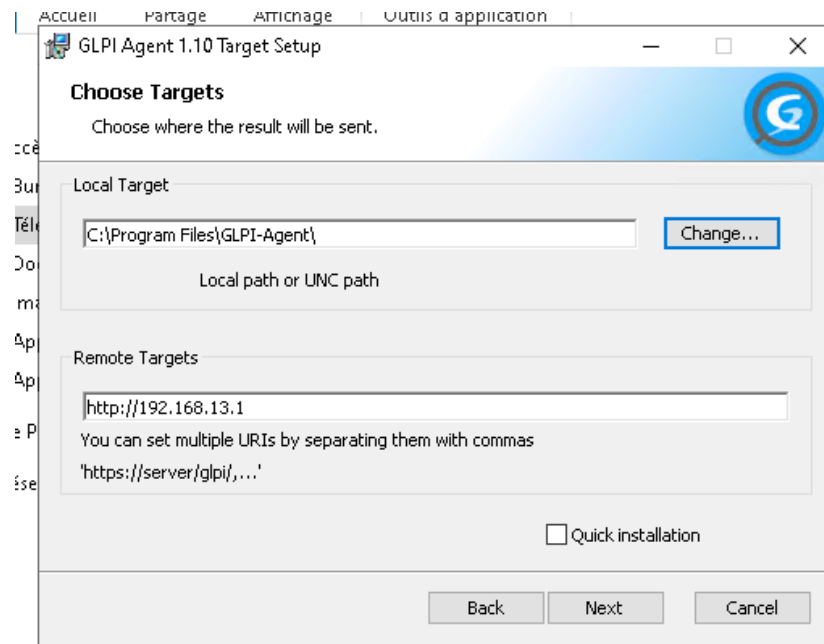 Accueil Partage Affichage Outils d'application
GLPI Agent 1.10 Target Setup
Choose Targets
Choose where the result will be sent.
Local Target
C:\Program Files\GLPI-Agent\
Change...
Local path or UNC path
Remote Targets
http://192.168.13.1
You can set multiple URIs by separating them with commas
'https://server/glpi/,...'
Quick installation
Back Next Cancel